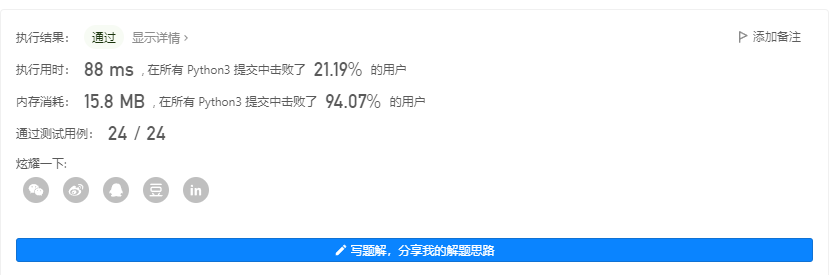 执行结果： 通过 显示详情 > 添加备注
执行用时： 88 ms , 在所有 Python3 提交中击败了 21.19% 的用户
内存消耗： 15.8 MB , 在所有 Python3 提交中击败了 94.07% 的用户
通过测试用例： 24 / 24
炫耀一下:
豆 in
写题解，分享我的解题思路